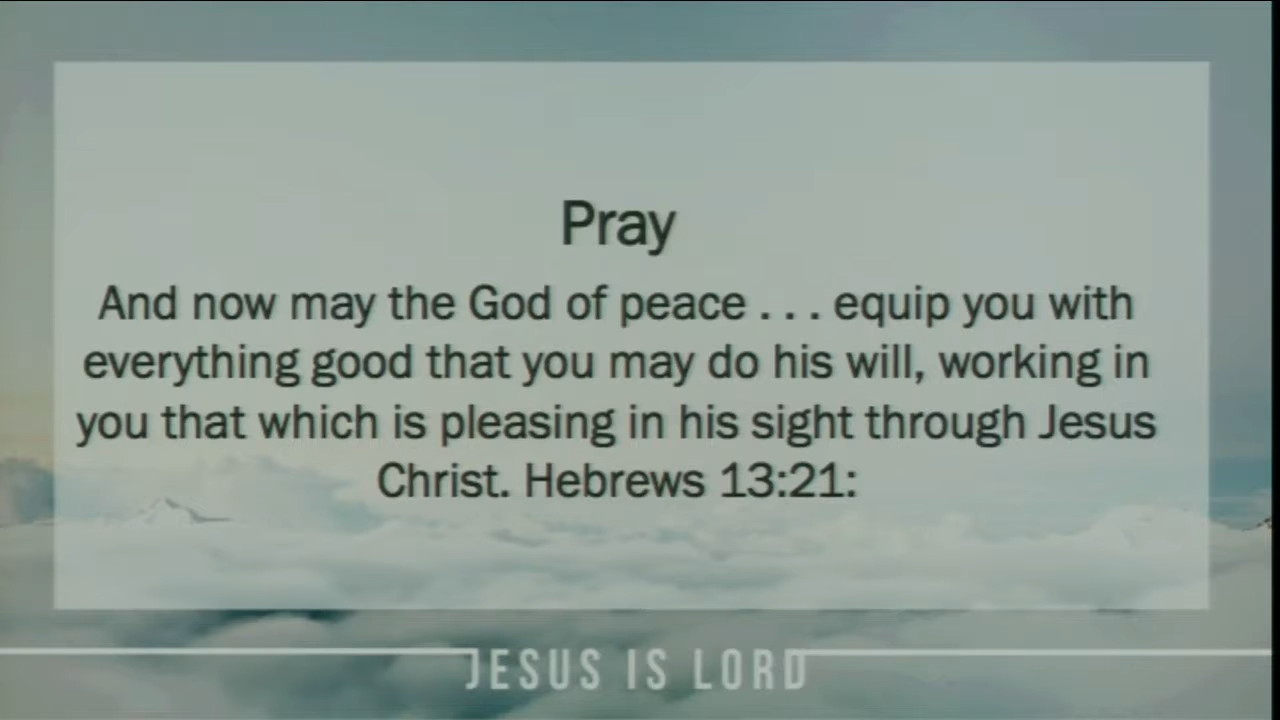 Pray
And now may the God of peace . . . equip you with
everything good that you may do his will, working in
you that which is pleasing in his sight through Jesus
Christ. Hebrews 13:21:
JESUS IS LORD